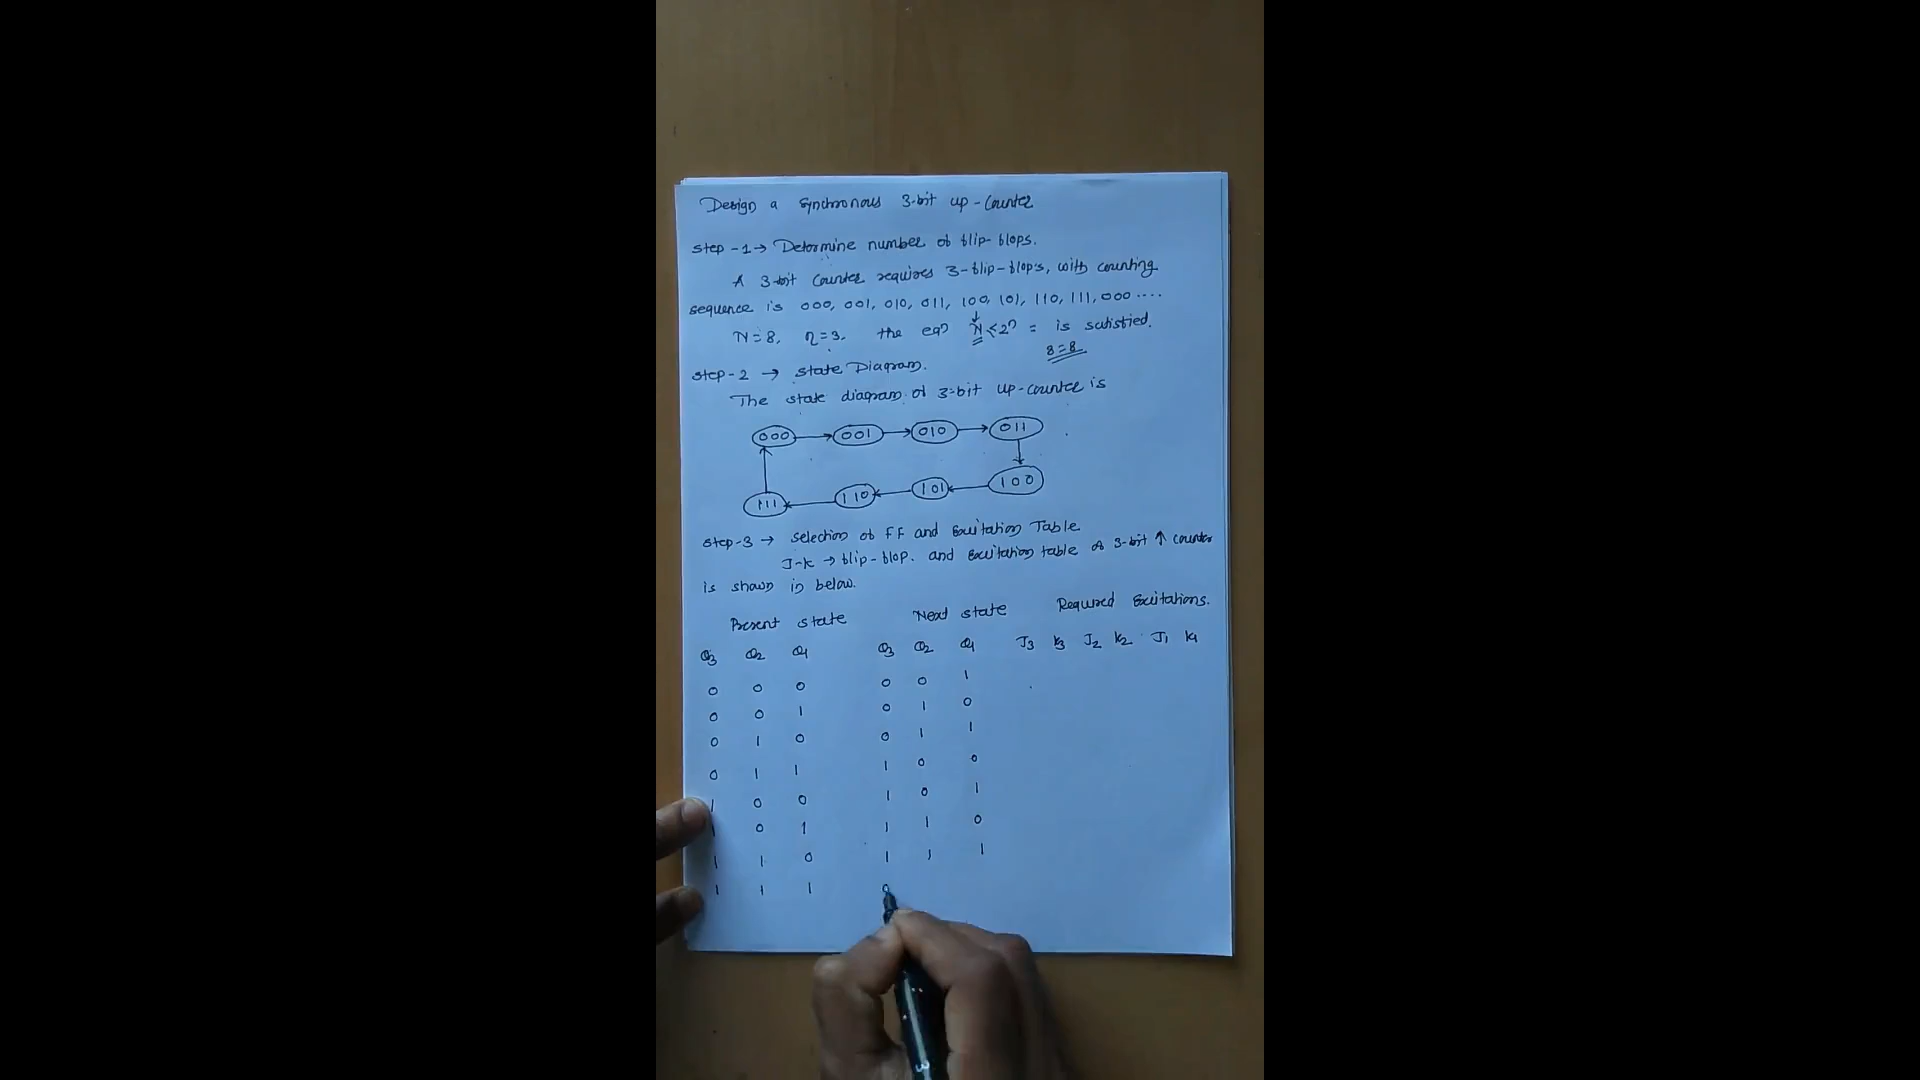 Design a Synchronous 3-bit up-Counter
Step-1→ Determine number of flip-flops.
A 3-bit Counter requires 3-flip-flop's, with counting
sequence is 000, 001, 010, 011, 100, 101, 110, 111, 000 ....
N=8, n=3, the eqn N≤2n = is satisfied.
8=8
Step-2 → State Diagram.
The state diagram of 3-bit up-counter is
000 001 010 011
111 110 101 100
Step-3 → Selection of FF and Excitation Table
J-K → flip-flop. and Excitation table of 3-bit ↑ counter
is shown in below.
Present state Next state Required Excitations.
Q3 Q2 Q1 Q3 Q2 Q1 J3 K3 J2 K2 J1 K1
0 0 0 0 0 1
0 0 1 0 1 0
0 1 0 0 1 1
0 1 1 1 0 0
1 0 0 1 0 1
1 0 1 1 1 0
1 1 0 1 1 1
1 1 1 0